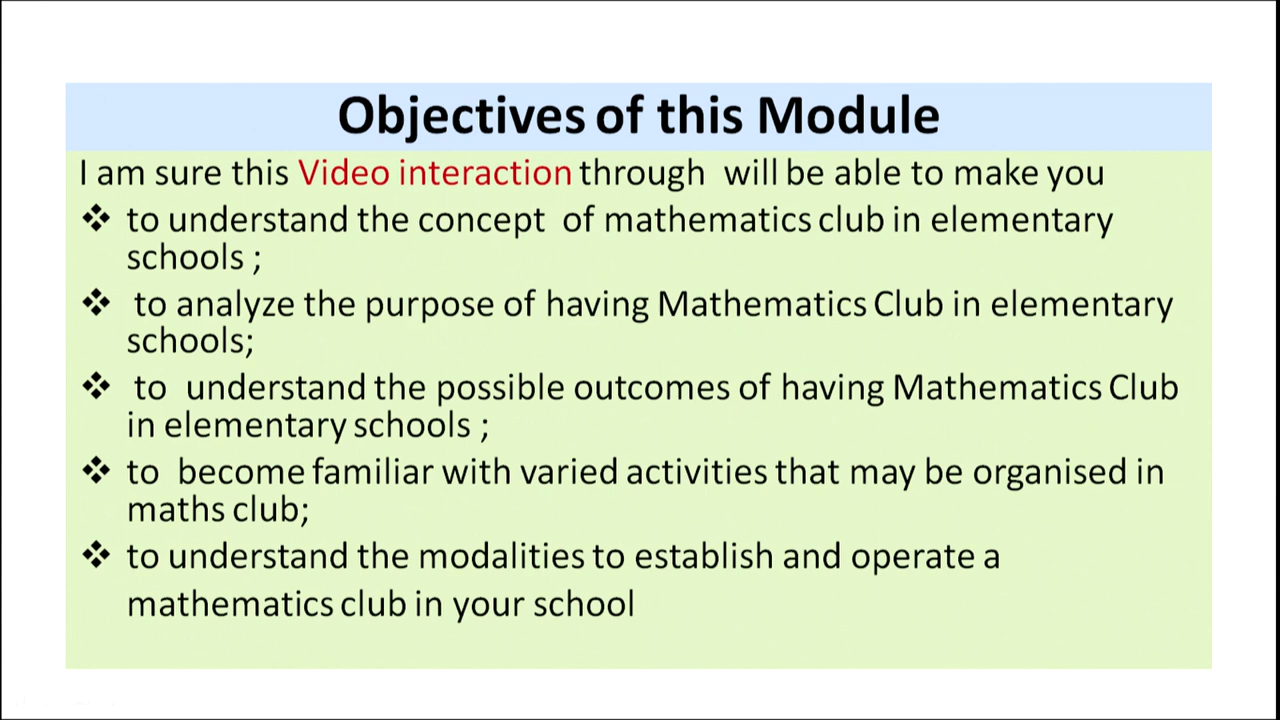 Objectives of this Module
I am sure this Video interaction through will be able to make you
❖ to understand the concept of mathematics club in elementary
schools ;
❖ to analyze the purpose of having Mathematics Club in elementary
schools;
❖ to understand the possible outcomes of having Mathematics Club
in elementary schools ;
❖ to become familiar with varied activities that may be organised in
maths club;
❖ to understand the modalities to establish and operate a
mathematics club in your school